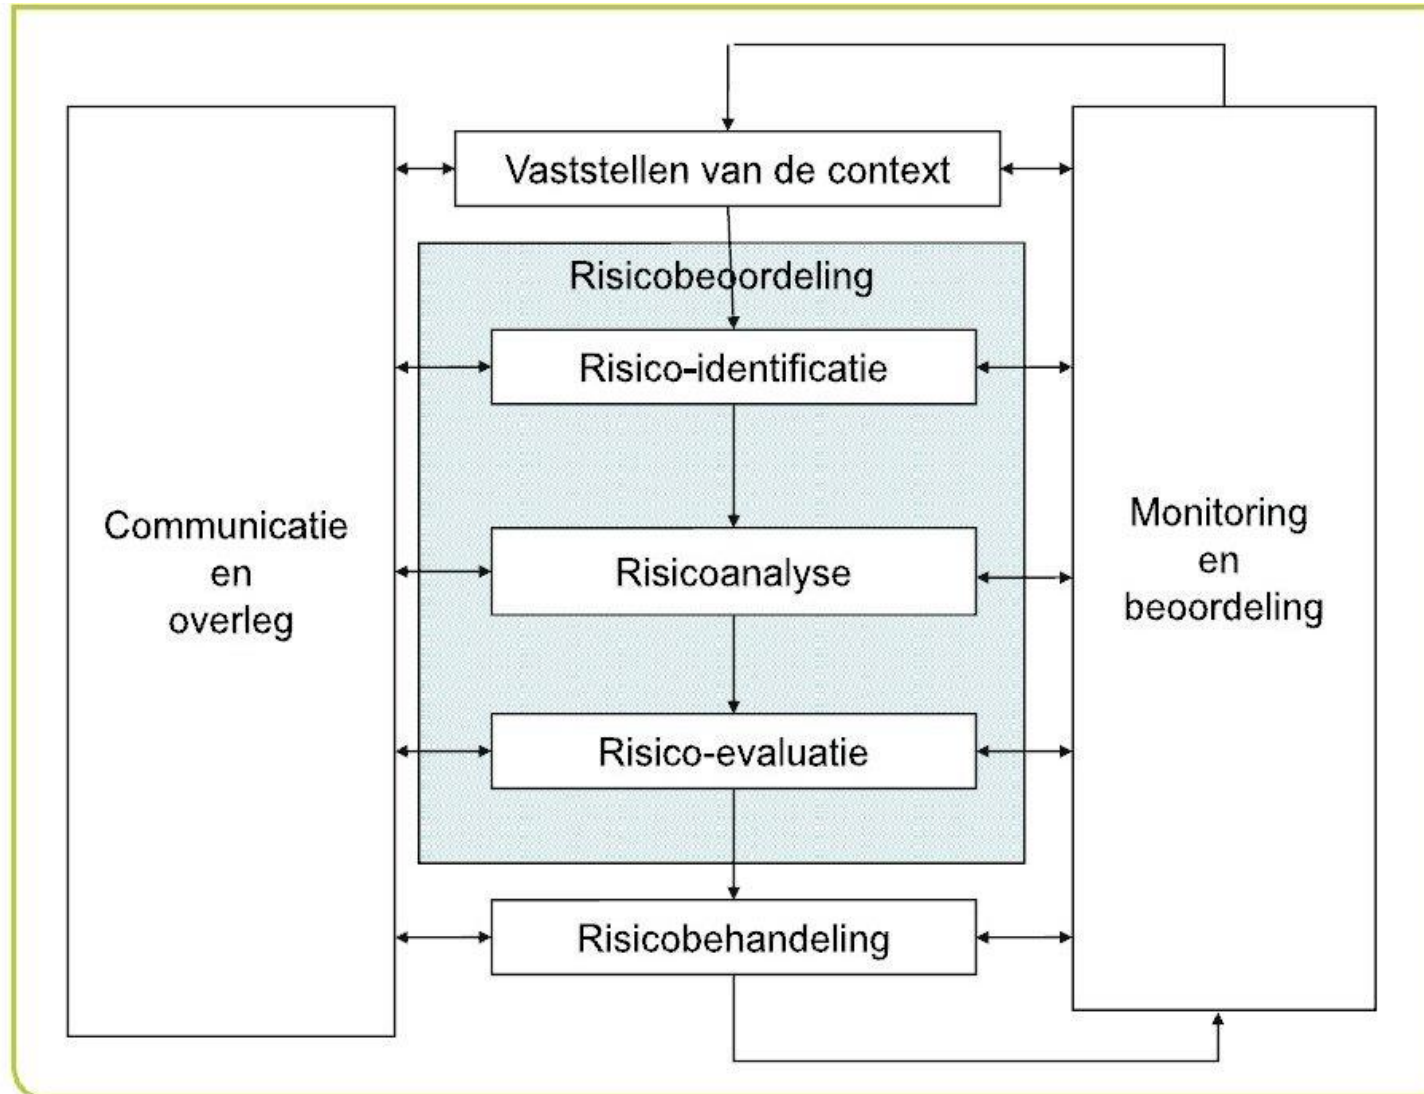 Vaststellen van de context
Risicobeoordeling
Risico-identificatie
Communicatie
en
overleg
Risicoanalyse
Monitoring
en
beoordeling
Risico-evaluatie
Risicobehandeling